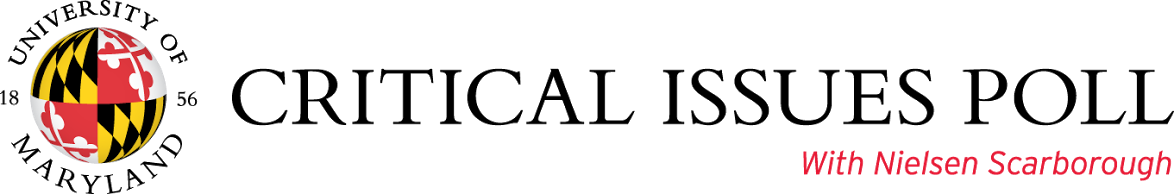 UNIVERSITY OF
18 56
MARYLAND
CRITICAL ISSUES POLL
With Nielsen Scarborough